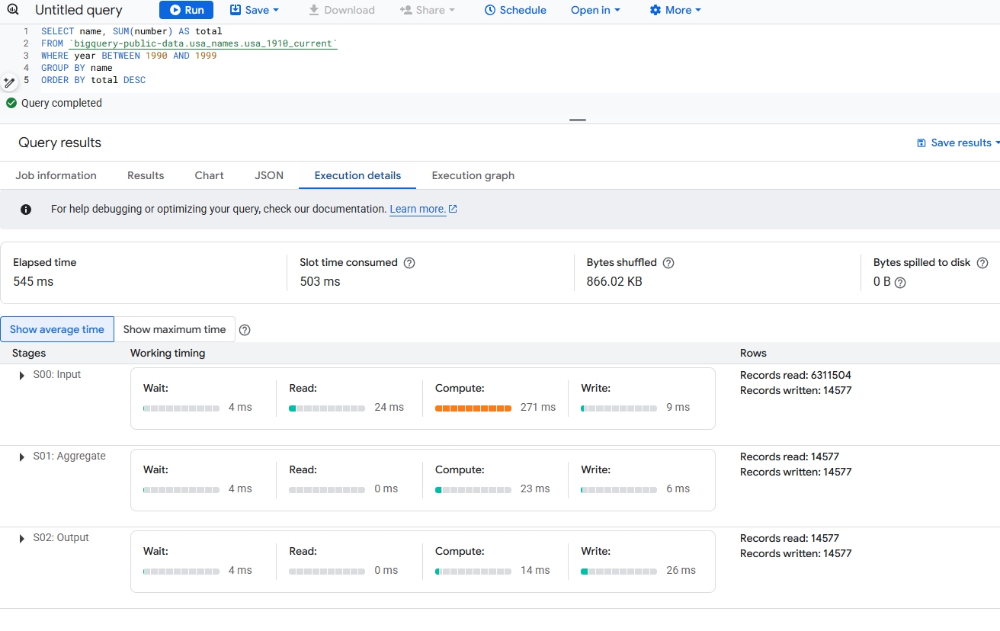 Untitled query Run Save Download Share Schedule Open in More
1 SELECT name, SUM(number) AS total
2 FROM `bigquery-public-data.usa_names.usa_1910_current`
3 WHERE year BETWEEN 1990 AND 1999
4 GROUP BY name
5 ORDER BY total DESC
Query completed
Query results Save results
Job information Results Chart JSON Execution details Execution graph
For help debugging or optimizing your query, check our documentation. Learn more.
Elapsed time Slot time consumed Bytes shuffled Bytes spilled to disk
545 ms 503 ms 866.02 KB 0 B
Show average time Show maximum time
Stages Working timing Rows
S00: Input Records read: 6311504
Wait: Read: Compute: Write: Records written: 14577
4 ms 24 ms 271 ms 9 ms
S01: Aggregate Records read: 14577
Wait: Read: Compute: Write: Records written: 14577
4 ms 0 ms 23 ms 6 ms
S02: Output Records read: 14577
Wait: Read: Compute: Write: Records written: 14577
4 ms 0 ms 14 ms 26 ms